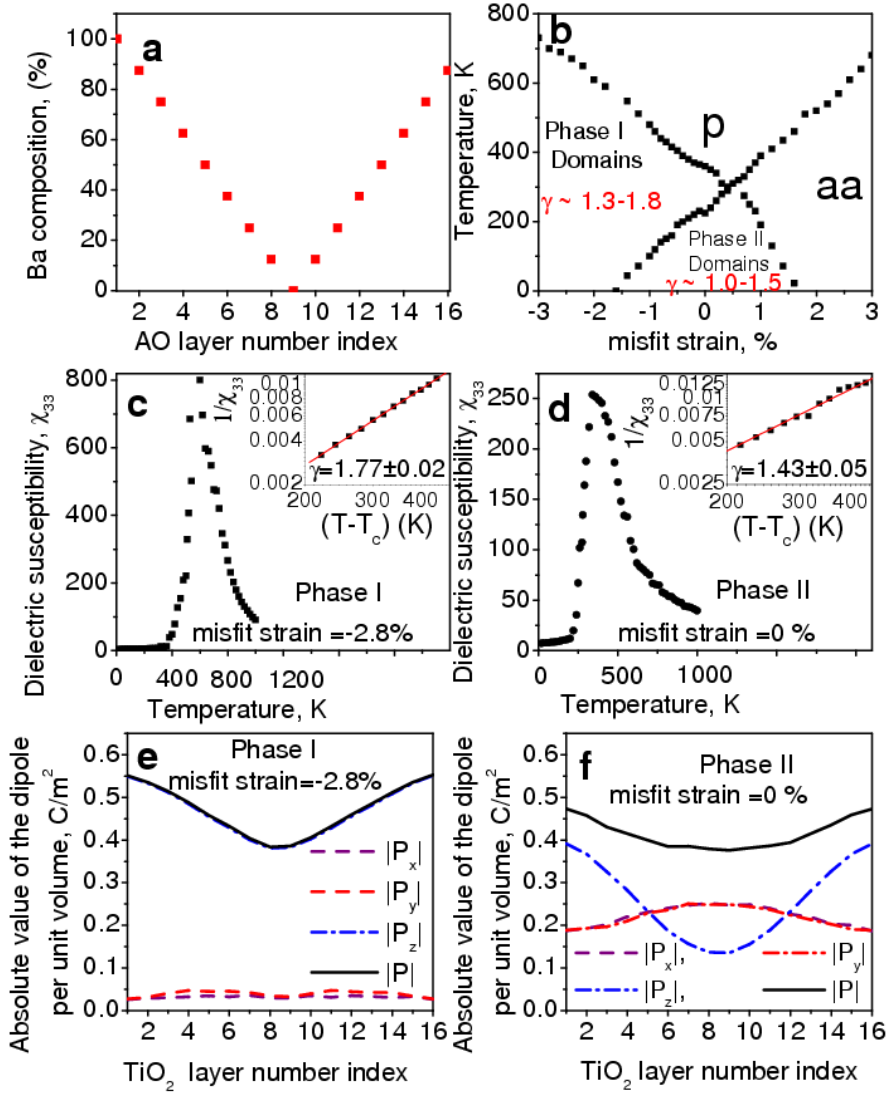 a
Ba composition, (%)
100
80
60
40
20
0
2 4 6 8 10 12 14 16
AO layer number index
b
Temperature, K
800
600
400
200
0
p
Phase I
Domains
γ ~ 1.3-1.8
aa
Phase II
Domains
γ ~ 1.0-1.5
-3 -2 -1 0 1 2 3
misfit strain, %
c
Dielectric susceptibility, χ33
800
600
400
200
0
1/χ33
0.01
0.008
0.006
0.004
0.002
γ=1.77±0.02
200 300 400
(T-Tc) (K)
Phase I
misfit strain =-2.8%
0 400 800 1200
Temperature, K
d
Dielectric susceptibility, χ33
250
200
150
100
50
0
1/χ33
0.0125
0.01
0.0075
0.005
0.0025
γ=1.43±0.05
200 300 400
(T-Tc) (K)
Phase II
misfit strain =0 %
0 500 1000
Temperature, K
e
Absolute value of the dipole
per unit volume, C/m²
0.6
0.5
0.4
0.3
0.2
0.1
0.0
Phase I
misfit strain=-2.8%
|Px|
|Py|
|Pz|
|P|
2 4 6 8 10 12 14 16
TiO2 layer number index
f
Absolute value of the dipole
per unit volume, C/m²
0.6
0.5
0.4
0.3
0.2
0.1
0.0
Phase II
misfit strain =0 %
|Px|, |Py|
|Pz|, |P|
2 4 6 8 10 12 14 16
TiO2 layer number index